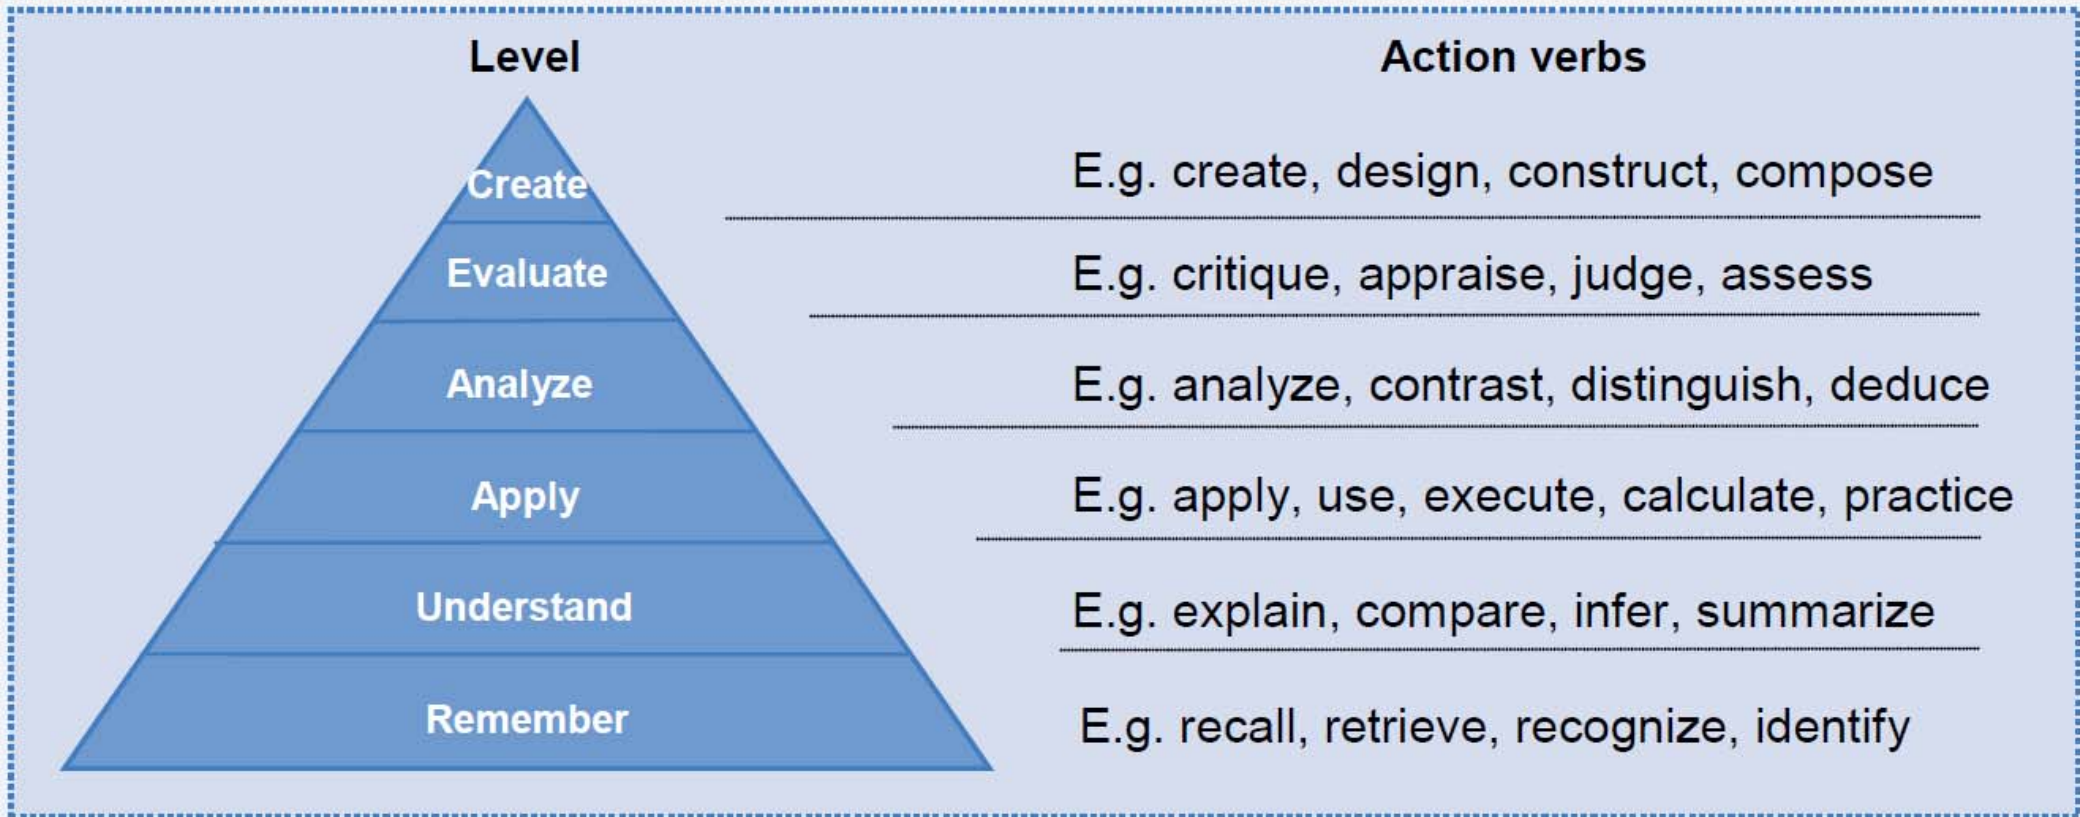 Level Action verbs
Create E.g. create, design, construct, compose
Evaluate E.g. critique, appraise, judge, assess
Analyze E.g. analyze, contrast, distinguish, deduce
Apply E.g. apply, use, execute, calculate, practice
Understand E.g. explain, compare, infer, summarize
Remember E.g. recall, retrieve, recognize, identify